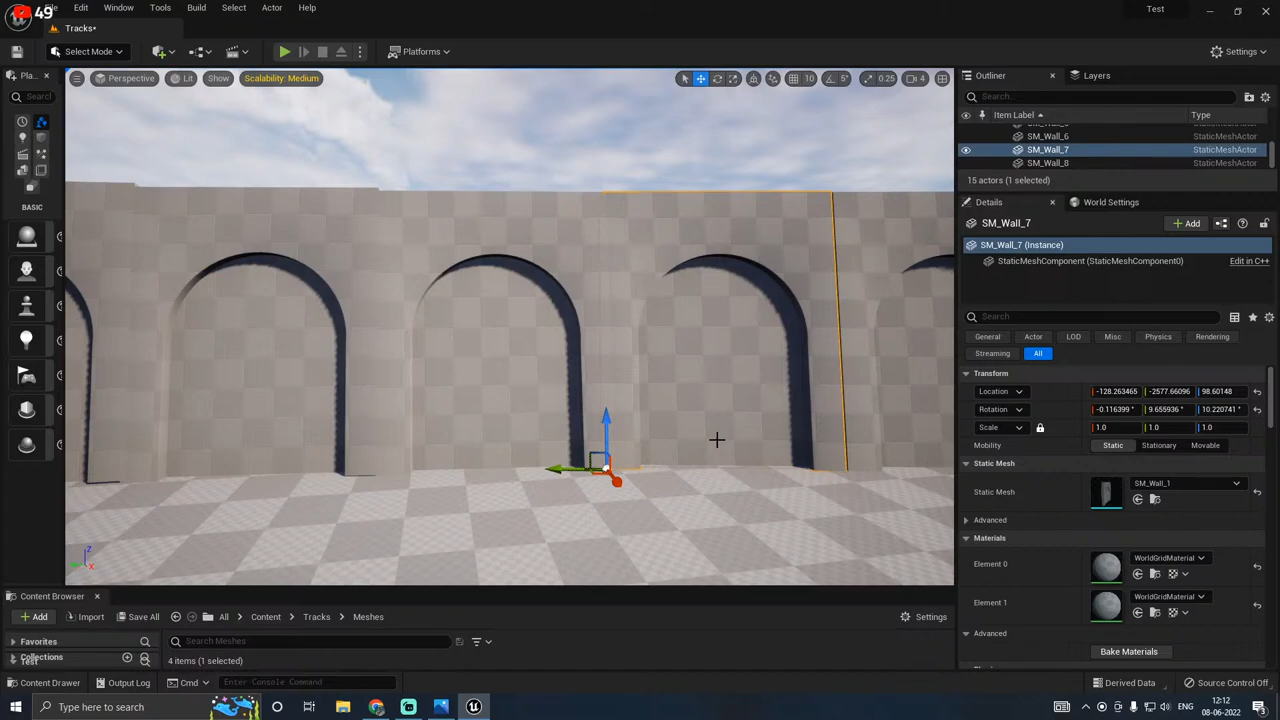 49
Edit Window Tools Build Select Actor Help
Test
Tracks*
Select Mode
Platforms
Settings
Pla...
Searcl
BASIC
Perspective
Lit
Show
Scalability: Medium
10
5°
0.25
4
Outliner
Layers
Search...
Item Label
Type
StaticMeshActor
SM_Wall_6
StaticMeshActor
SM_Wall_7
StaticMeshActor
SM_Wall_8
StaticMeshActor
15 actors (1 selected)
Details
World Settings
SM_Wall_7
Add
SM_Wall_7 (Instance)
StaticMeshComponent (StaticMeshComponent0)
Edit in C++
Search
General
Actor
LOD
Misc
Physics
Rendering
Streaming
All
Transform
Location
-128.263465
-2577.66096
98.60148
Rotation
-0.116399 °
9.655936 °
10.220741 °
Scale
1.0
1.0
1.0
Mobility
Static
Stationary
Movable
Static Mesh
Static Mesh
SM_Wall_1
Advanced
Materials
Element 0
WorldGridMaterial
Element 1
WorldGridMaterial
Advanced
Bake Materials
z
x
Content Browser
Add
Import
Save All
All
Content
Tracks
Meshes
Settings
Favorites
Search Meshes
Test
Collections
4 items (1 selected)
Content Drawer
Output Log
Cmd
Enter Console Command
Derived Data
Source Control Off
Type here to search
ENG
12:12
08-06-2022
3